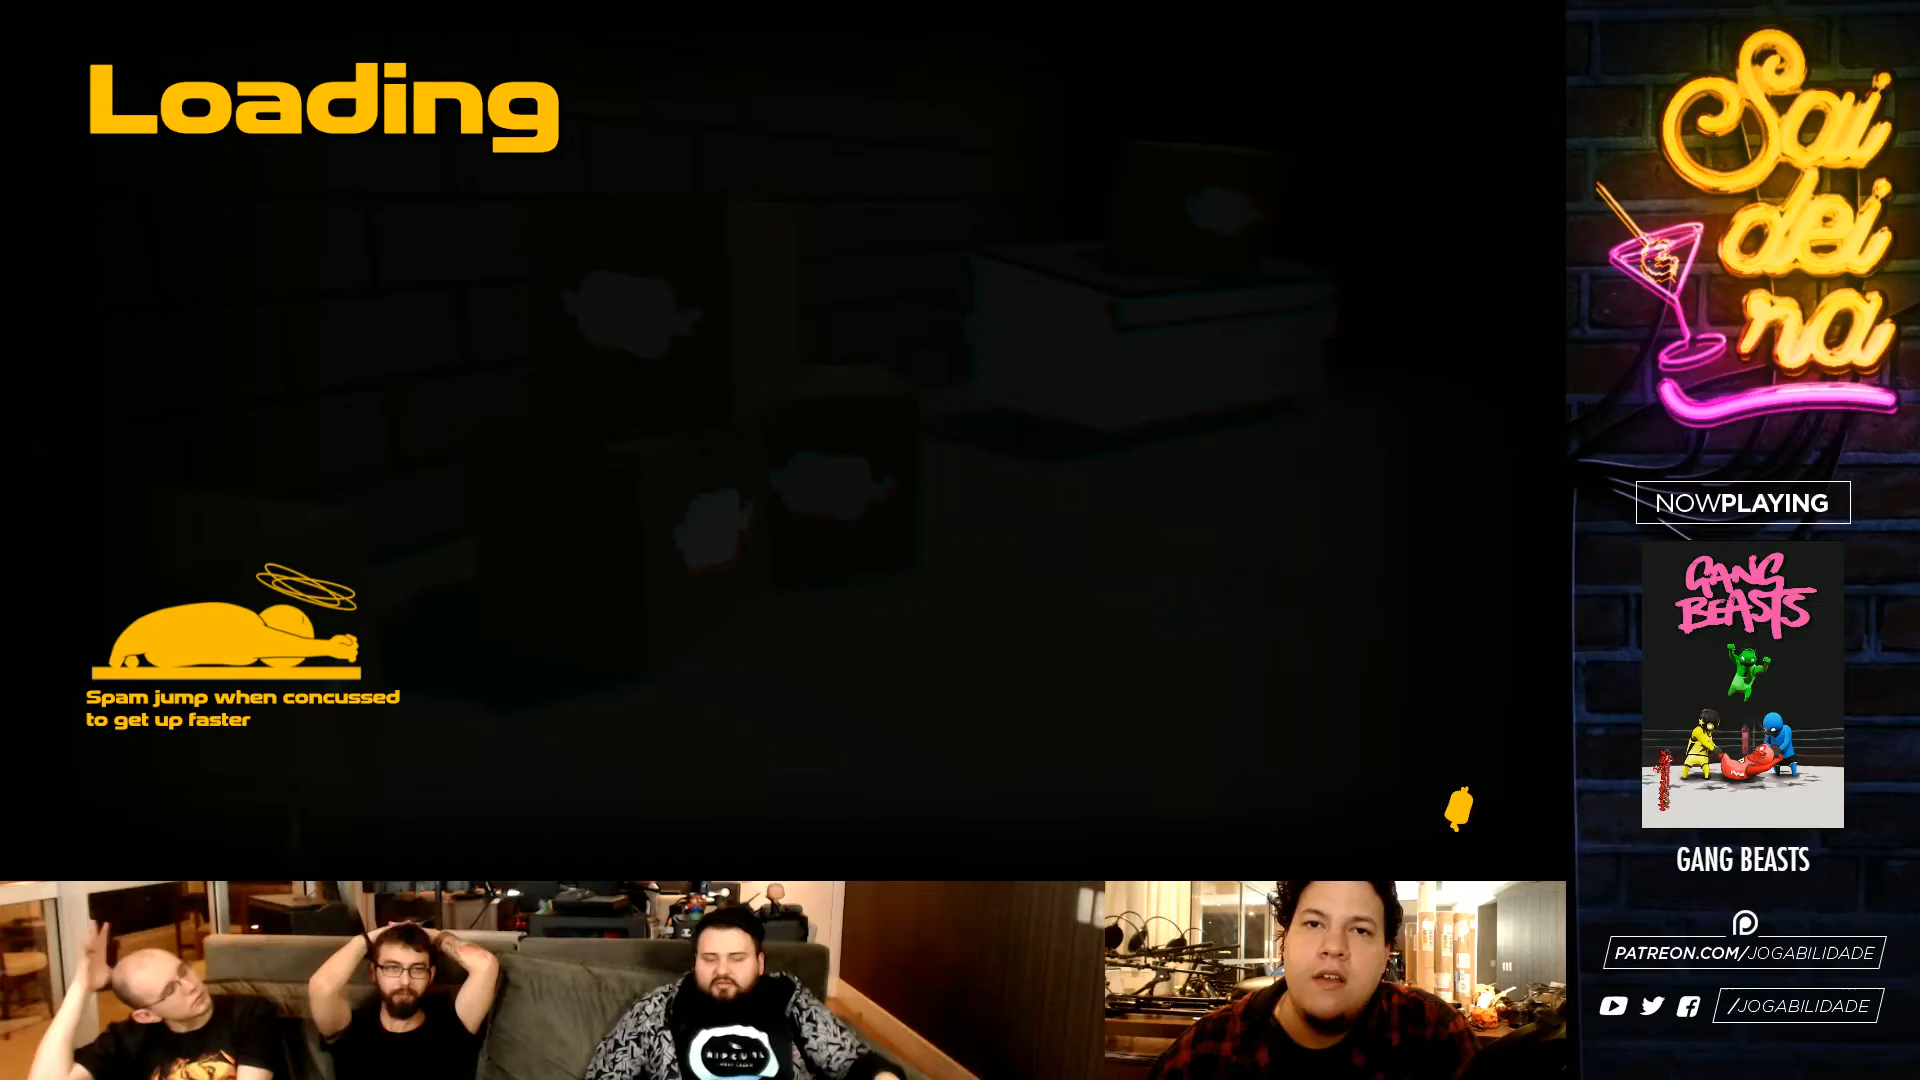 Loading
Spam jump when concussed
to get up faster
Sai
dei
ra
NOWPLAYING
GANG
BEASTS
GANG BEASTS
PATREON.COM/JOGABILIDADE
/JOGABILIDADE
RIPCURL